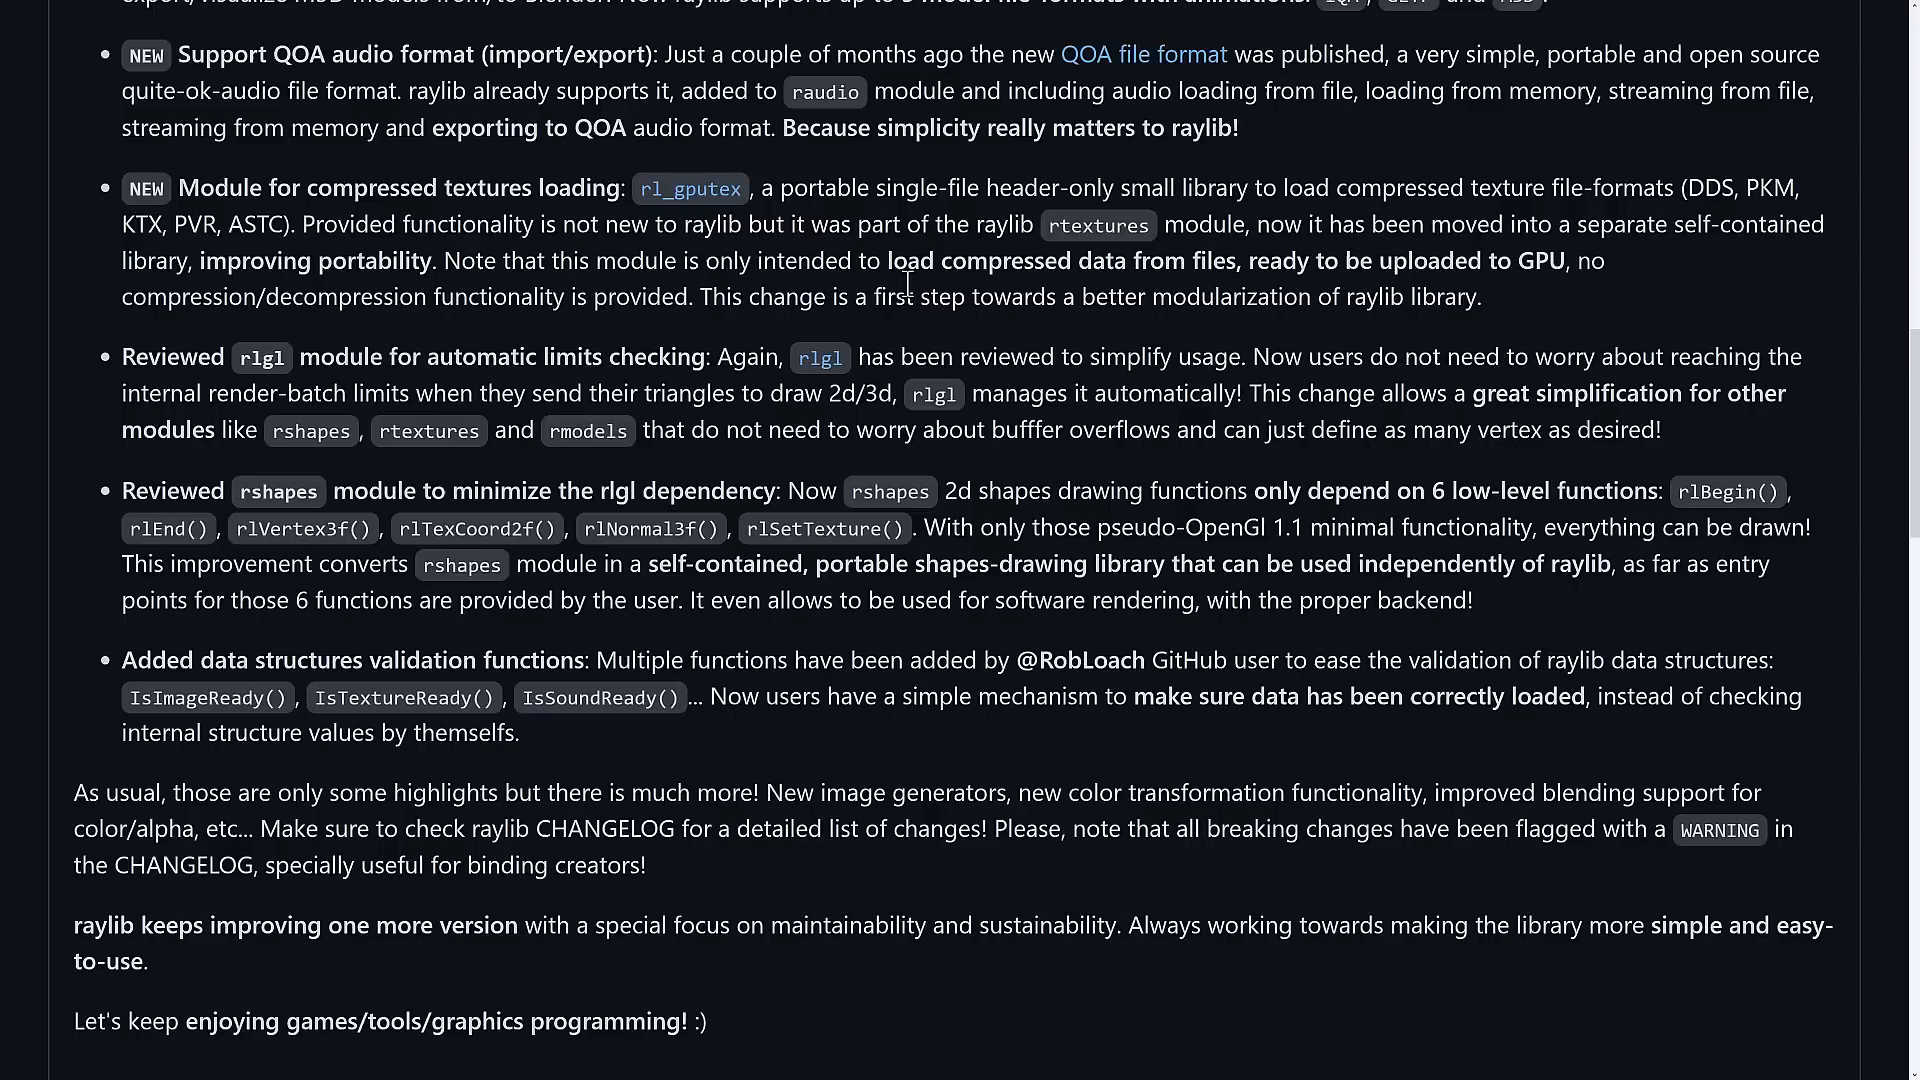 export/visualize M3D models from/to Blender! Now raylib supports up to 5 model file-formats with animations: IQM, GLTF and M3D.
NEW Support QOA audio format (import/export): Just a couple of months ago the new QOA file format was published, a very simple, portable and open source
quite-ok-audio file format. raylib already supports it, added to raudio module and including audio loading from file, loading from memory, streaming from file,
streaming from memory and exporting to QOA audio format. Because simplicity really matters to raylib!
NEW Module for compressed textures loading: rl_gputex, a portable single-file header-only small library to load compressed texture file-formats (DDS, PKM,
KTX, PVR, ASTC). Provided functionality is not new to raylib but it was part of the raylib rtextures module, now it has been moved into a separate self-contained
library, improving portability. Note that this module is only intended to load compressed data from files, ready to be uploaded to GPU, no
compression/decompression functionality is provided. This change is a first step towards a better modularization of raylib library.
Reviewed rlgl module for automatic limits checking: Again, rlgl has been reviewed to simplify usage. Now users do not need to worry about reaching the
internal render-batch limits when they send their triangles to draw 2d/3d, rlgl manages it automatically! This change allows a great simplification for other
modules like rshapes, rtextures and rmodels that do not need to worry about bufffer overflows and can just define as many vertex as desired!
Reviewed rshapes module to minimize the rlgl dependency: Now rshapes 2d shapes drawing functions only depend on 6 low-level functions: rlBegin(),
rlEnd(), rlVertex3f(), rlTexCoord2f(), rlNormal3f(), rlSetTexture(). With only those pseudo-OpenGl 1.1 minimal functionality, everything can be drawn!
This improvement converts rshapes module in a self-contained, portable shapes-drawing library that can be used independently of raylib, as far as entry
points for those 6 functions are provided by the user. It even allows to be used for software rendering, with the proper backend!
Added data structures validation functions: Multiple functions have been added by @RobLoach GitHub user to ease the validation of raylib data structures:
IsImageReady(), IsTextureReady(), IsSoundReady()... Now users have a simple mechanism to make sure data has been correctly loaded, instead of checking
internal structure values by themselfs.
As usual, those are only some highlights but there is much more! New image generators, new color transformation functionality, improved blending support for
color/alpha, etc... Make sure to check raylib CHANGELOG for a detailed list of changes! Please, note that all breaking changes have been flagged with a WARNING in
the CHANGELOG, specially useful for binding creators!
raylib keeps improving one more version with a special focus on maintainability and sustainability. Always working towards making the library more simple and easy-
to-use.
Let's keep enjoying games/tools/graphics programming! :)